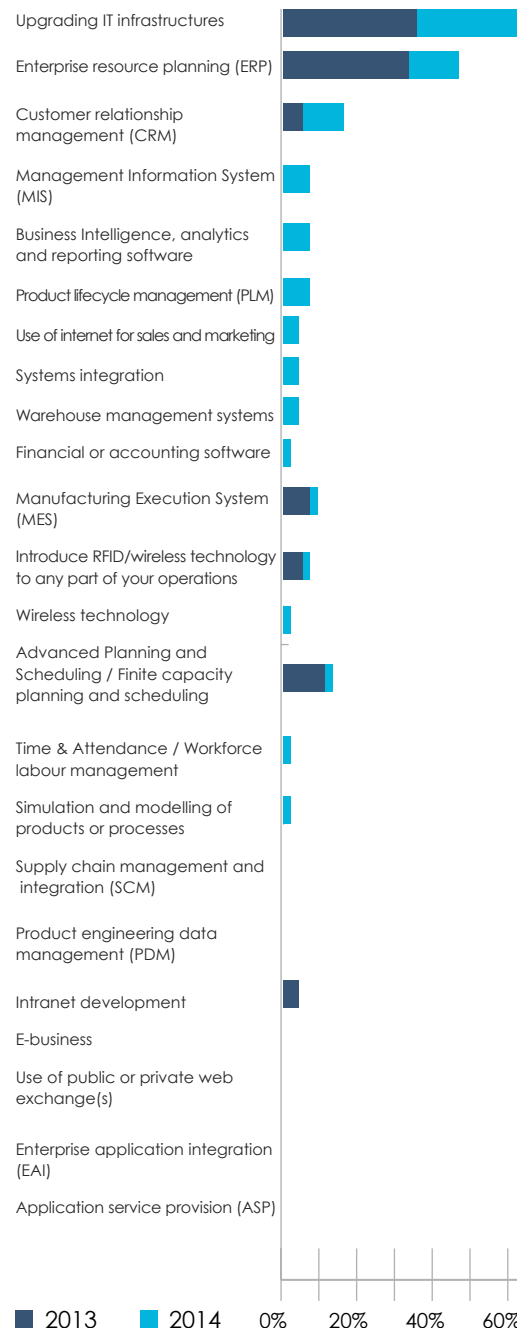 Upgrading IT infrastructures
Enterprise resource planning (ERP)
Customer relationship
management (CRM)
Management Information System
(MIS)
Business Intelligence, analytics
and reporting software
Product lifecycle management (PLM)
Use of internet for sales and marketing
Systems integration
Warehouse management systems
Financial or accounting software
Manufacturing Execution System
(MES)
Introduce RFID/wireless technology
to any part of your operations
Wireless technology
Advanced Planning and
Scheduling / Finite capacity
planning and scheduling
Time & Attendance / Workforce
labour management
Simulation and modelling of
products or processes
Supply chain management and
integration (SCM)
Product engineering data
management (PDM)
Intranet development
E-business
Use of public or private web
exchange(s)
Enterprise application integration
(EAI)
Application service provision (ASP)
2013 2014 0% 20% 40% 60%